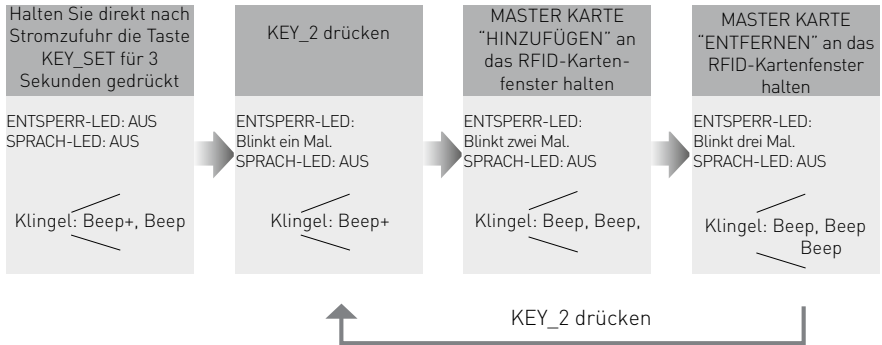 Halten Sie direkt nach
Stromzufuhr die Taste
KEY_SET für 3
Sekunden gedrückt
ENTSPERR-LED: AUS
SPRACH-LED: AUS
Klingel: Beep+, Beep
KEY_2 drücken
ENTSPERR-LED:
Blinkt ein Mal.
SPRACH-LED: AUS
Klingel: Beep+
MASTER KARTE
“HINZUFÜGEN” an
das RFID-Karten-
fenster halten
ENTSPERR-LED:
Blinkt zwei Mal.
SPRACH-LED: AUS
Klingel: Beep, Beep,
MASTER KARTE
“ENTFERNEN” an das
RFID-Kartenfenster
halten
ENTSPERR-LED:
Blinkt drei Mal.
SPRACH-LED: AUS
Klingel: Beep, Beep
Beep
KEY_2 drücken